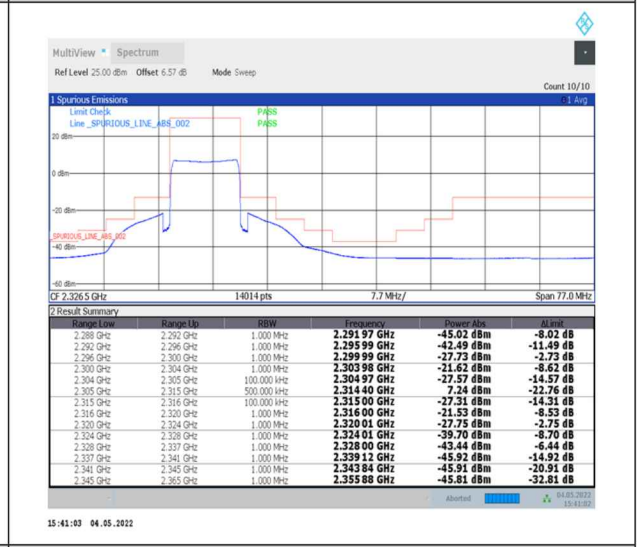 MultiView Spectrum
Ref Level 25.00 dBm Offset 6.57 dB Mode Sweep
Count 10/10
1 Spurious Emissions 1 Avg
Limit Check PASS
Line _SPURIOUS_LINE_ABS_002 PASS
20 dBm
0 dBm
-20 dBm
_SPURIOUS_LINE_ABS_002
-40 dBm
-60 dBm
CF 2.3265 GHz 14014 pts 7.7 MHz/ Span 77.0 MHz
2 Result Summary
Range Low Range Up RBW Frequency Power Abs ΔLimit
2.288 GHz 2.292 GHz 1.000 MHz 2.291 97 GHz -45.02 dBm -8.02 dB
2.292 GHz 2.296 GHz 1.000 MHz 2.295 99 GHz -42.49 dBm -11.49 dB
2.296 GHz 2.300 GHz 1.000 MHz 2.299 99 GHz -27.73 dBm -2.73 dB
2.300 GHz 2.304 GHz 1.000 MHz 2.303 98 GHz -21.62 dBm -8.62 dB
2.304 GHz 2.305 GHz 100.000 kHz 2.304 97 GHz -27.57 dBm -14.57 dB
2.305 GHz 2.315 GHz 500.000 kHz 2.314 40 GHz 7.24 dBm -22.76 dB
2.315 GHz 2.316 GHz 100.000 kHz 2.315 00 GHz -27.31 dBm -14.31 dB
2.316 GHz 2.320 GHz 1.000 MHz 2.316 00 GHz -21.53 dBm -8.53 dB
2.320 GHz 2.324 GHz 1.000 MHz 2.320 01 GHz -27.75 dBm -2.75 dB
2.324 GHz 2.328 GHz 1.000 MHz 2.324 01 GHz -39.70 dBm -8.70 dB
2.328 GHz 2.337 GHz 1.000 MHz 2.328 00 GHz -43.44 dBm -6.44 dB
2.337 GHz 2.341 GHz 1.000 MHz 2.339 12 GHz -45.92 dBm -14.92 dB
2.341 GHz 2.345 GHz 1.000 MHz 2.343 84 GHz -45.91 dBm -20.91 dB
2.345 GHz 2.365 GHz 1.000 MHz 2.355 88 GHz -45.81 dBm -32.81 dB
Aborted 04.05.2022
15:41:02
15:41:03 04.05.2022